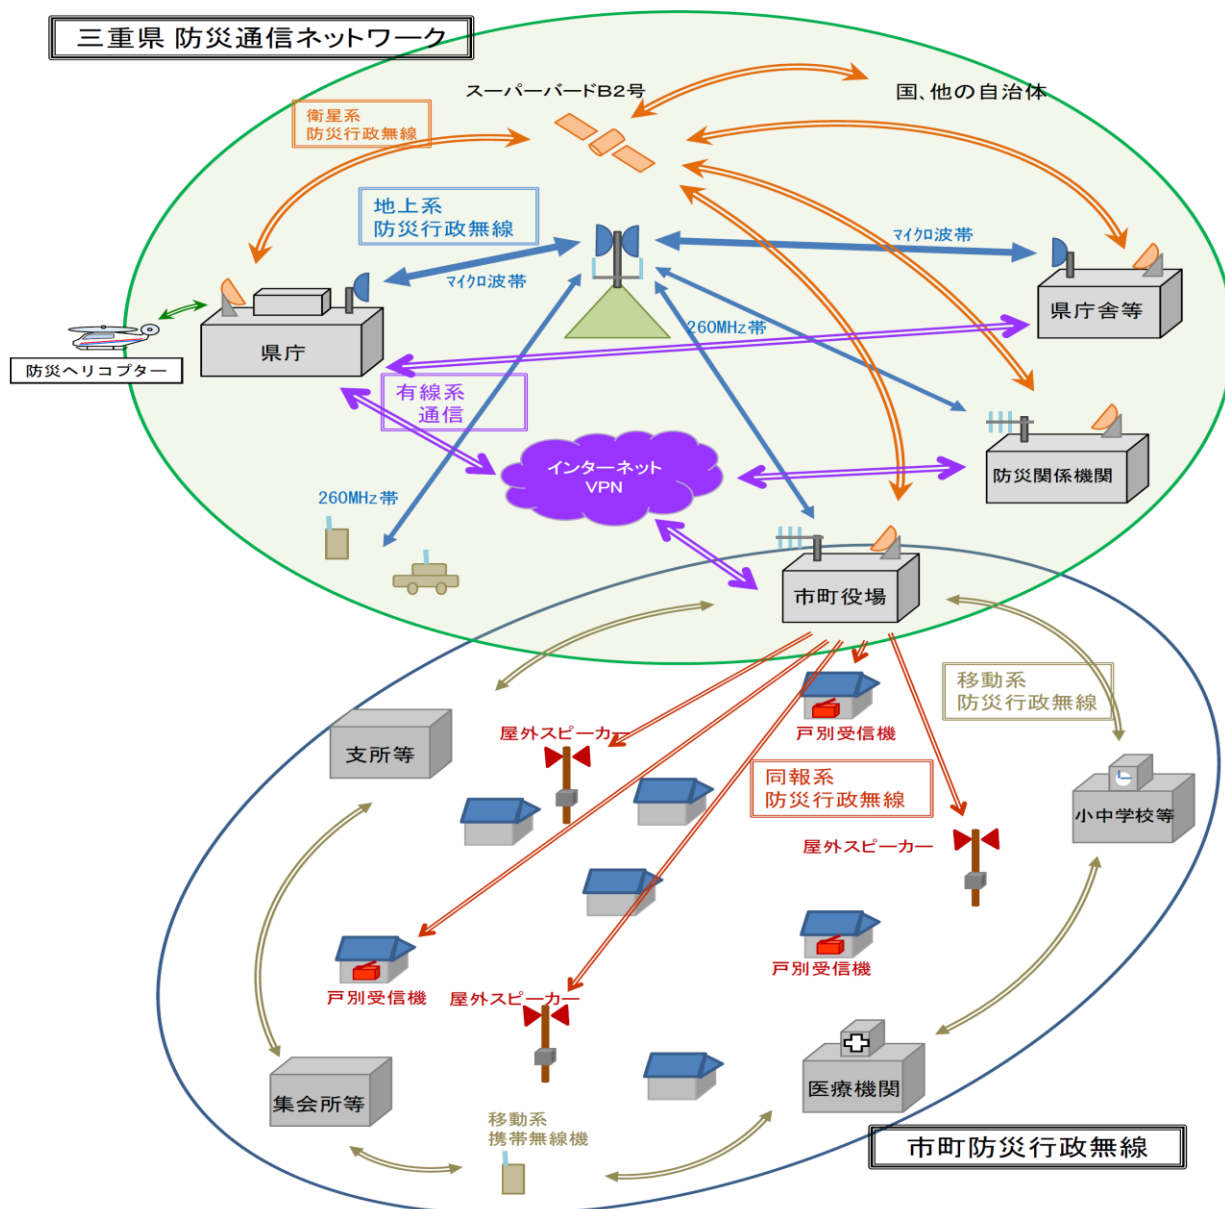 三重県 防災通信ネットワーク
スーパーバードB2号
国、他の自治体
衛星系
防災行政無線
地上系
防災行政無線
マイクロ波帯
マイクロ波帯
県庁舎等
260MHz帯
県庁
防災ヘリコプター
有線系
通信
インターネット
VPN
防災関係機関
260MHz帯
市町役場
移動系
防災行政無線
戸別受信機
屋外スピーカー
支所等
同報系
防災行政無線
小中学校等
屋外スピーカー
戸別受信機
戸別受信機
屋外スピーカー
医療機関
集会所等
移動系
携帯無線機
市町防災行政無線